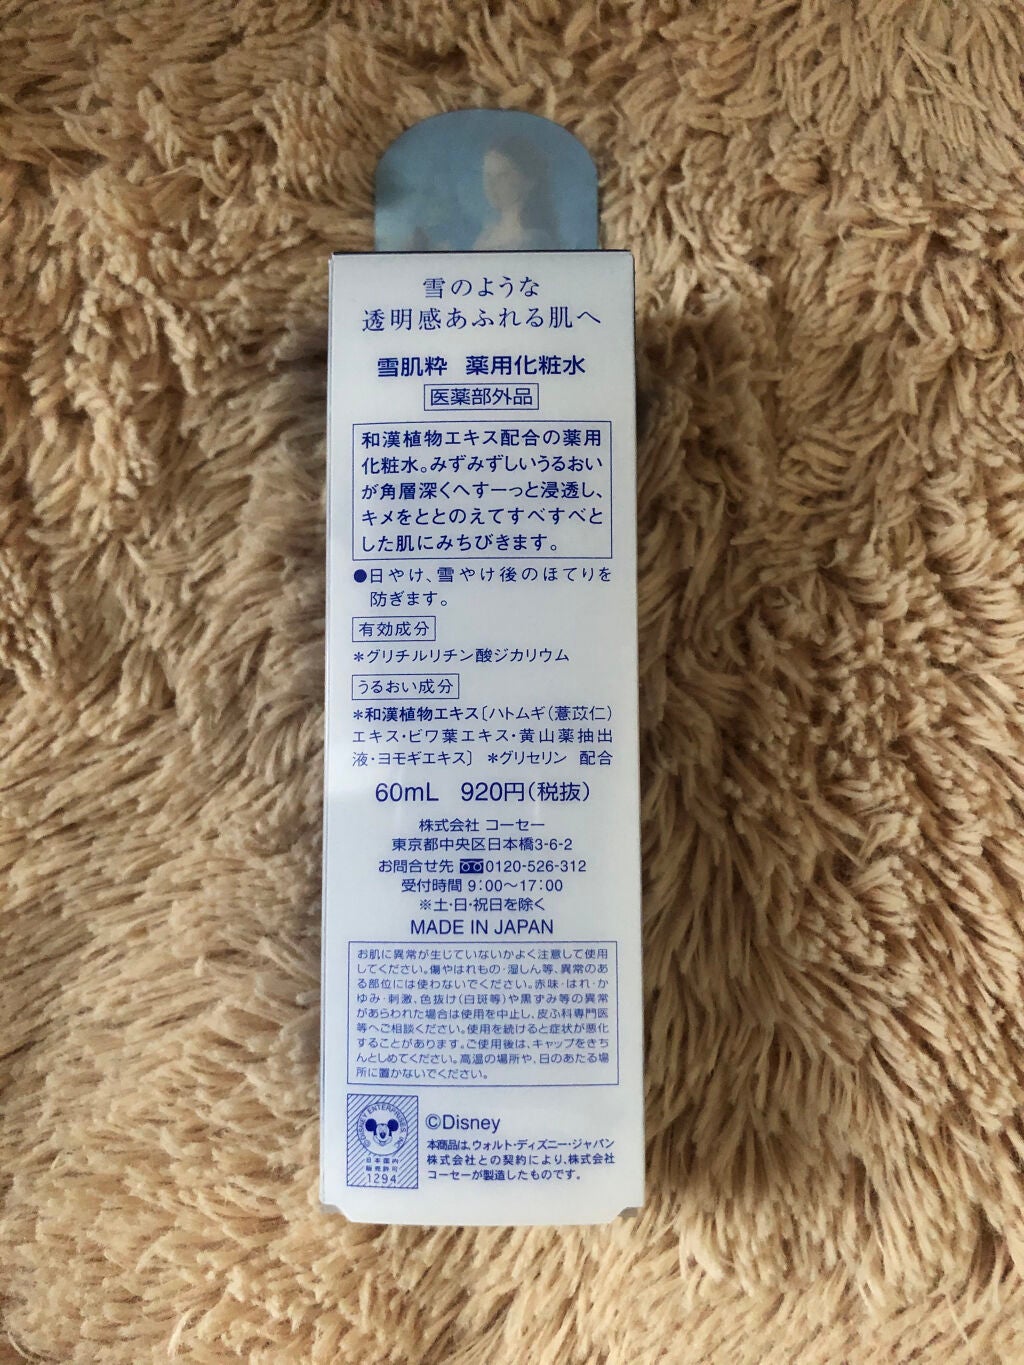 雪のような
透明感あふれる肌へ
雪肌粋 薬用化粧水
医薬部外品
和漢植物エキス配合の薬用
化粧水。みずみずしいうるおい
が角層深くへすーっと浸透し、
キメをととのえてすべすべと
した肌にみちびきます。
●日やけ、雪やけ後のほてりを
防ぎます。
有効成分
＊グリチルリチン酸ジカリウム
うるおい成分
＊和漢植物エキス〔ハトムギ（薏苡仁）
エキス・ビワ葉エキス・黄山薬抽出
液・ヨモギエキス〕 ＊グリセリン 配合
60mL 920円（税抜）
株式会社 コーセー
東京都中央区日本橋3-6-2
お問合せ先 0120-526-312
受付時間 9:00〜17:00
※土・日・祝日を除く
MADE IN JAPAN
お肌に異常が生じていないかよく注意して使用
してください。傷やはれもの・湿しん等、異常のあ
る部位には使わないでください。赤味・はれ・か
ゆみ・刺激、色抜け（白斑等）や黒ずみ等の異常
があらわれた場合は使用を中止し、皮ふ科専門医
等へご相談ください。使用を続けると症状が悪化
することがあります。ご使用後は、キャップをきち
んとしめてください。高温の場所や、日のあたる場
所に置かないでください。
©DISNEY ENTERPRISES, INC.
日本国内
販売許可
1294
©Disney
本商品は、ウォルト・ディズニー・ジャパン
株式会社との契約により、株式会社
コーセーが製造したものです。